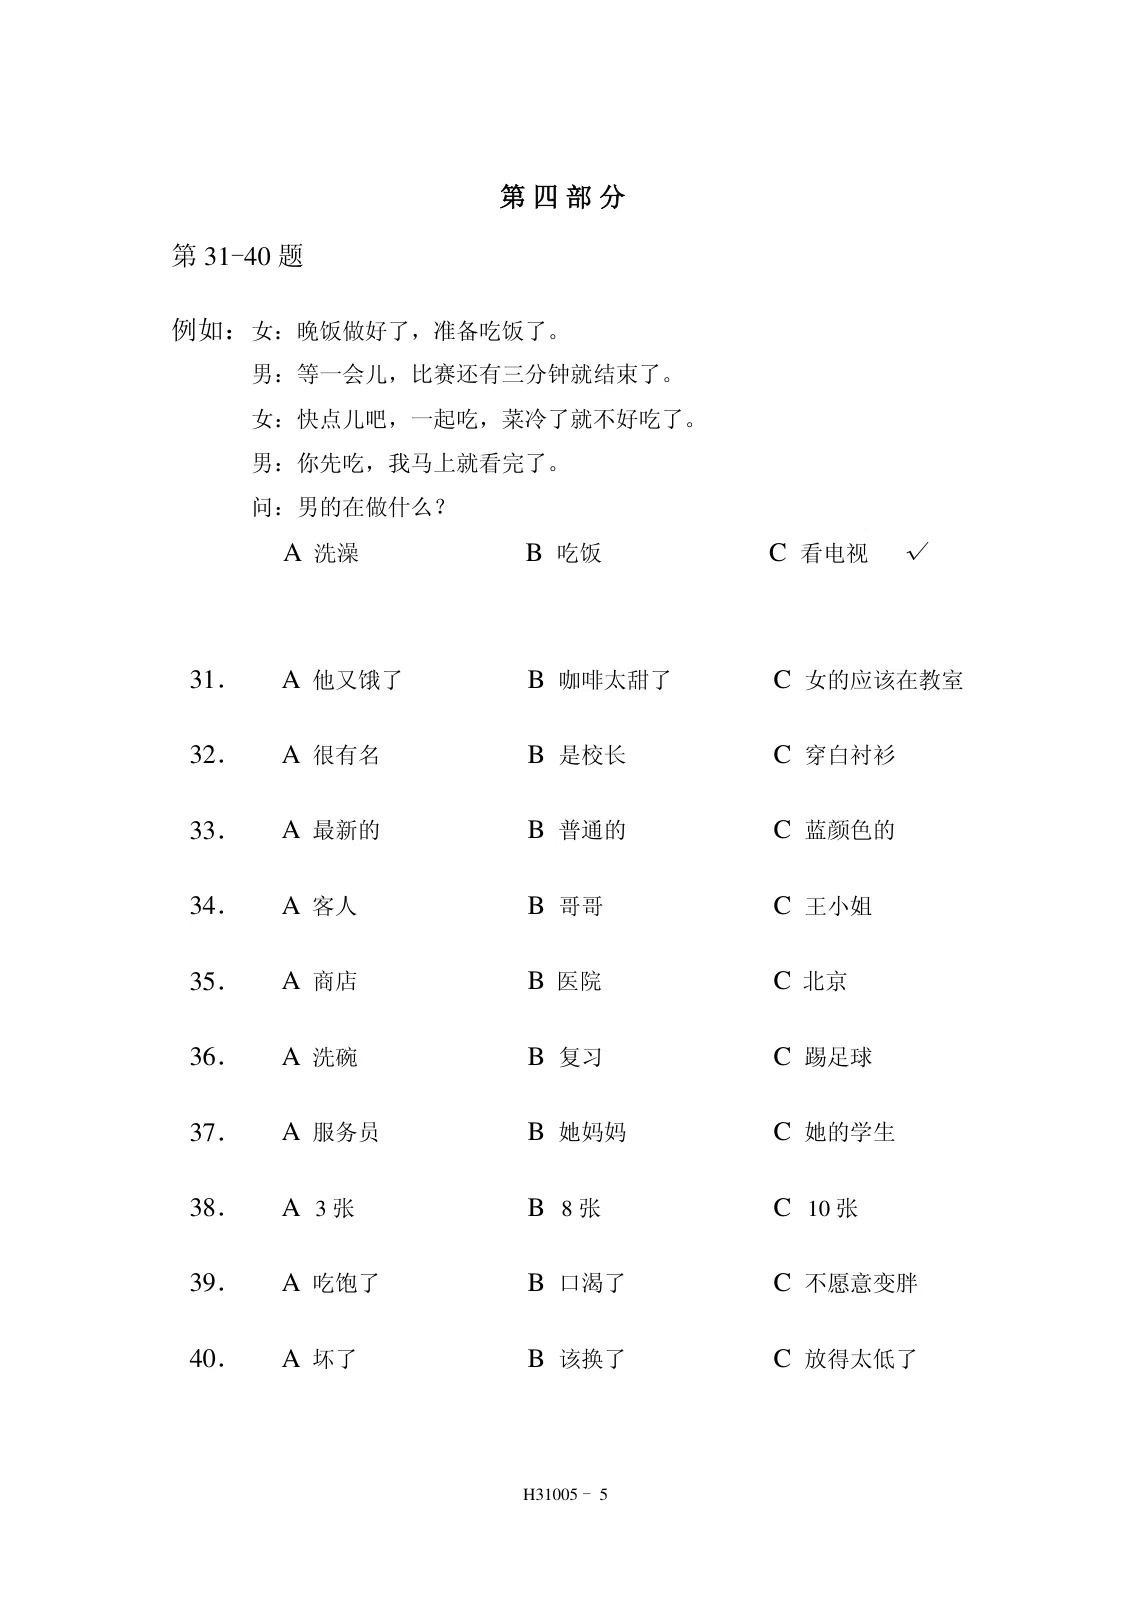 第四部分
第 31-40 题
例如：女：晚饭做好了，准备吃饭了。
男：等一会儿，比赛还有三分钟就结束了。
女：快点儿吧，一起吃，菜冷了就不好吃了。
男：你先吃，我马上就看完了。
问：男的在做什么？
A 洗澡 B 吃饭 C 看电视 √
31． A 他又饿了 B 咖啡太甜了 C 女的应该在教室
32． A 很有名 B 是校长 C 穿白衬衫
33． A 最新的 B 普通的 C 蓝颜色的
34． A 客人 B 哥哥 C 王小姐
35． A 商店 B 医院 C 北京
36． A 洗碗 B 复习 C 踢足球
37． A 服务员 B 她妈妈 C 她的学生
38． A 3 张 B 8 张 C 10 张
39． A 吃饱了 B 口渴了 C 不愿意变胖
40． A 坏了 B 该换了 C 放得太低了
H31005- 5